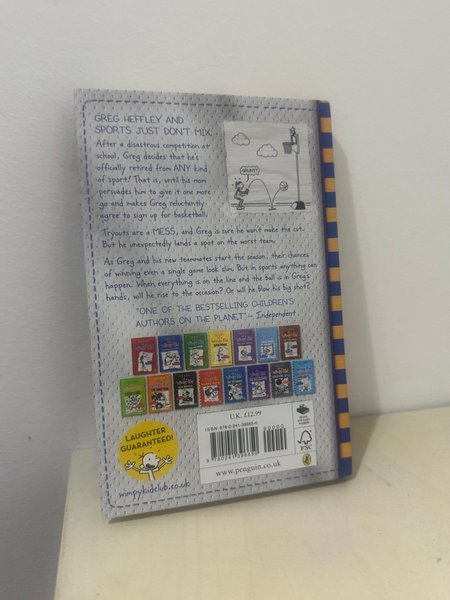 GREG HEFFLEY AND
SPORTS JUST DON'T MIX.
After a disastrous competition at
school, Greg decides that he's
officially retired from ANY kind
of sport! That is, until his mom
persuades him to give it one more
go and makes Greg reluctantly
agree to sign up for basketball.
GRUNT!
Tryouts are a MESS, and Greg is sure he won't make the cut.
But he unexpectedly lands a spot on the worst team.
As Greg and his new teammates start the season, their chances
of winning even a single game look slim. But in sports anything can
happen. When everything is on the line and the ball is in Greg's
hands, will he rise to the occasion? Or will he blow his big shot?
"ONE OF THE BESTSELLING CHILDREN'S
AUTHORS ON THE PLANET" – Independent
LAUGHTER
GUARANTEED!
wimpykidclub.co.uk
U.K. £12.99
90000
www.penguin.co.uk
FSC